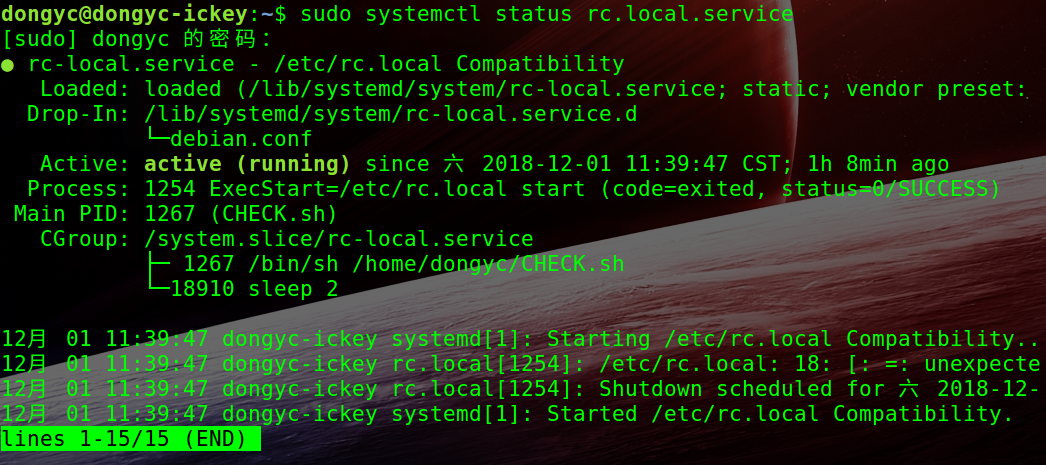 dongyc@dongyc-ickey:~$ sudo systemctl status rc.local.service
[sudo] dongyc 的密码：
● rc-local.service - /etc/rc.local Compatibility
   Loaded: loaded (/lib/systemd/system/rc-local.service; static; vendor preset:
  Drop-In: /lib/systemd/system/rc-local.service.d
           └─debian.conf
   Active: active (running) since 六 2018-12-01 11:39:47 CST; 1h 8min ago
  Process: 1254 ExecStart=/etc/rc.local start (code=exited, status=0/SUCCESS)
 Main PID: 1267 (CHECK.sh)
   CGroup: /system.slice/rc-local.service
           ├─ 1267 /bin/sh /home/dongyc/CHECK.sh
           └─18910 sleep 2

12月 01 11:39:47 dongyc-ickey systemd[1]: Starting /etc/rc.local Compatibility..
12月 01 11:39:47 dongyc-ickey rc.local[1254]: /etc/rc.local: 18: [: =: unexpecte
12月 01 11:39:47 dongyc-ickey rc.local[1254]: Shutdown scheduled for 六 2018-12-
12月 01 11:39:47 dongyc-ickey systemd[1]: Started /etc/rc.local Compatibility.
lines 1-15/15 (END)